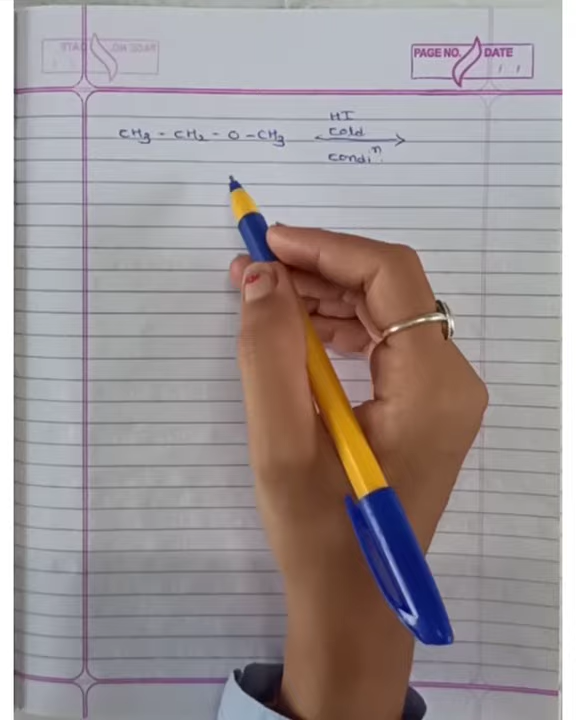 PAGE NO. DATE
/ /
HI
CH3 - CH2 - O - CH3 cold
condiⁿ.